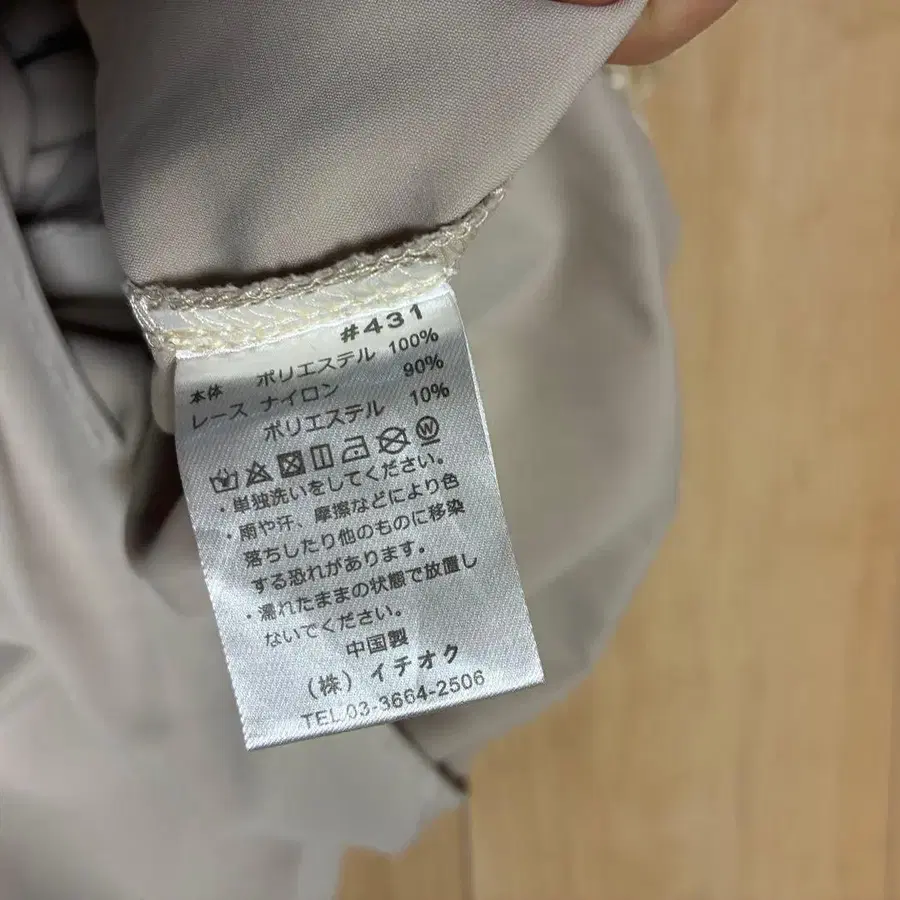 #431
本体 ポリエステル 100%
レース ナイロン 90%
ポリエステル 10%
・単独洗いをしてください。
・雨や汗、摩擦などにより色
落ちしたり他のものに移染
する恐れがあります。
・濡れたままの状態で放置し
ないでください。
中国製
（株）イチオク
TEL 03-3664-2506